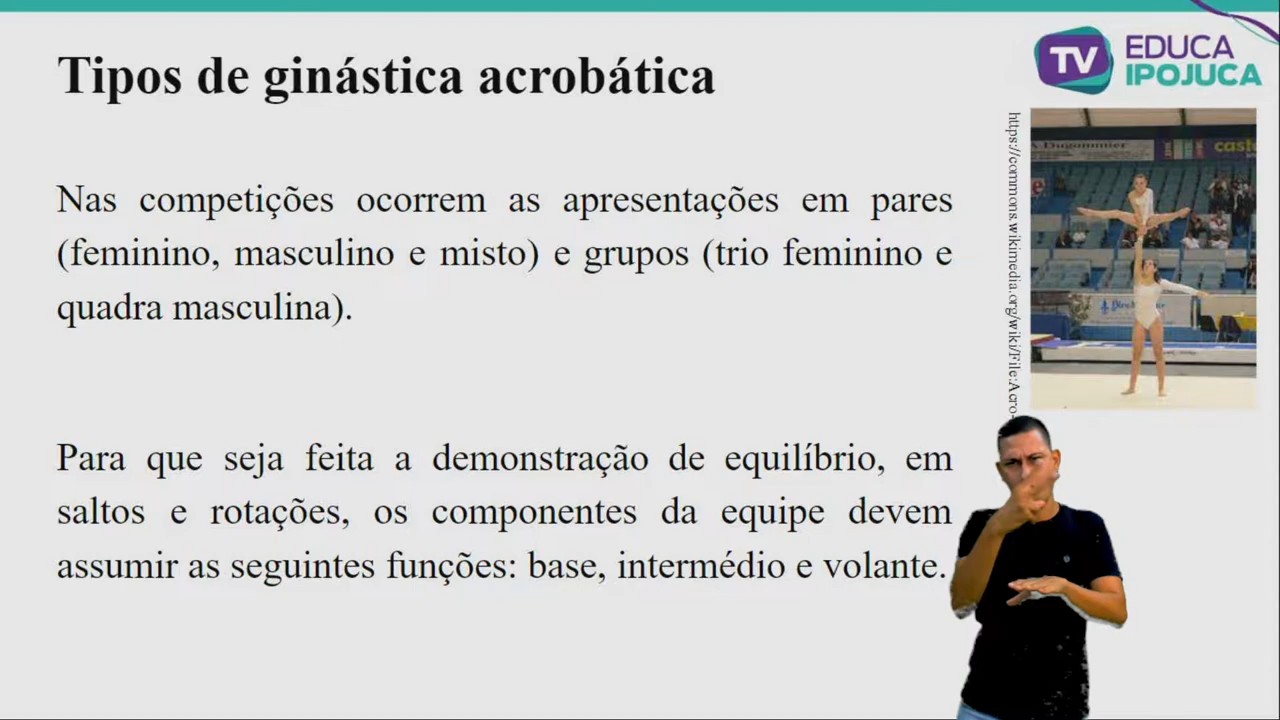 Tipos de ginástica acrobática
TV EDUCA
IPOJUCA
Nas competições ocorrem as apresentações em pares
(feminino, masculino e misto) e grupos (trio feminino e
quadra masculina).
Para que seja feita a demonstração de equilíbrio, em
saltos e rotações, os componentes da equipe devem
assumir as seguintes funções: base, intermédio e volante.
https://commons.wikimedia.org/wiki/File:Acro-